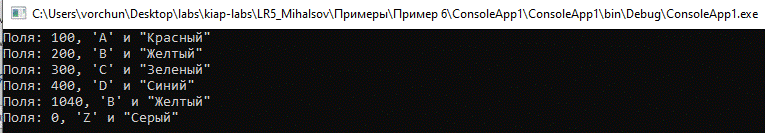 C:\Users\vorchun\Desktop\labs\kiap-labs\LR5_Mihalsov\Примеры\Пример 6\ConsoleApp1\ConsoleApp1\bin\Debug\ConsoleApp1.exe
Поля: 100, 'A' и "Красный"
Поля: 200, 'B' и "Желтый"
Поля: 300, 'C' и "Зеленый"
Поля: 400, 'D' и "Синий"
Поля: 1040, 'B' и "Желтый"
Поля: 0, 'Z' и "Серый"